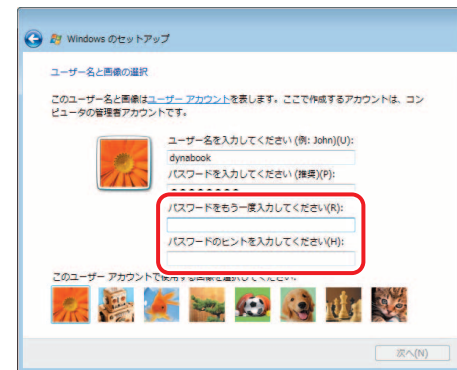 Windows のセットアップ
ユーザー名と画像の選択
このユーザー名と画像はユーザー アカウントを表します。ここで作成するアカウントは、コン
ピュータの管理者アカウントです。
ユーザー名を入力してください (例: John)(U):
dynabook
パスワードを入力してください (推奨)(P):
パスワードをもう一度入力してください(R):
パスワードのヒントを入力してください(H):
このユーザー アカウントで使用する画像を選択してください:
次へ(N)